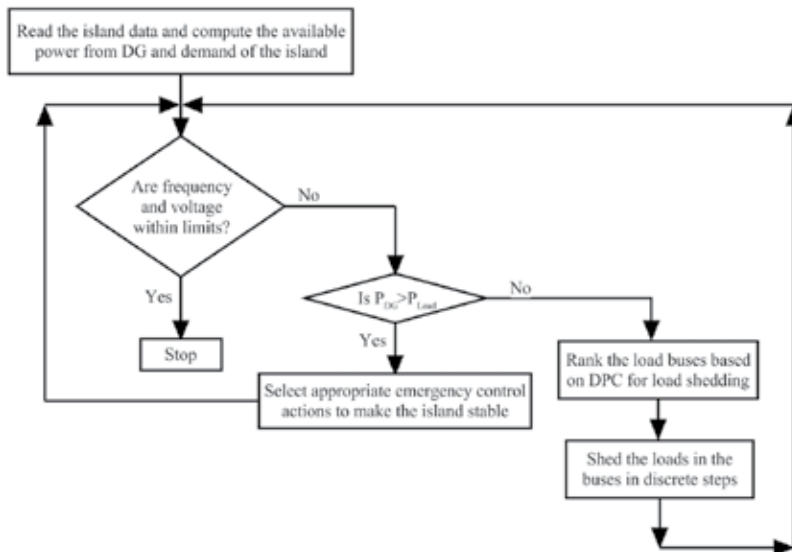 Read the island data and compute the available
power from DG and demand of the island
Are frequency
and voltage
within limits?
No
Yes
Stop
Is P_DG>P_Load
No
Yes
Select appropriate emergency control
actions to make the island stable
Rank the load buses based
on DPC for load shedding
Shed the loads in the
buses in discrete steps